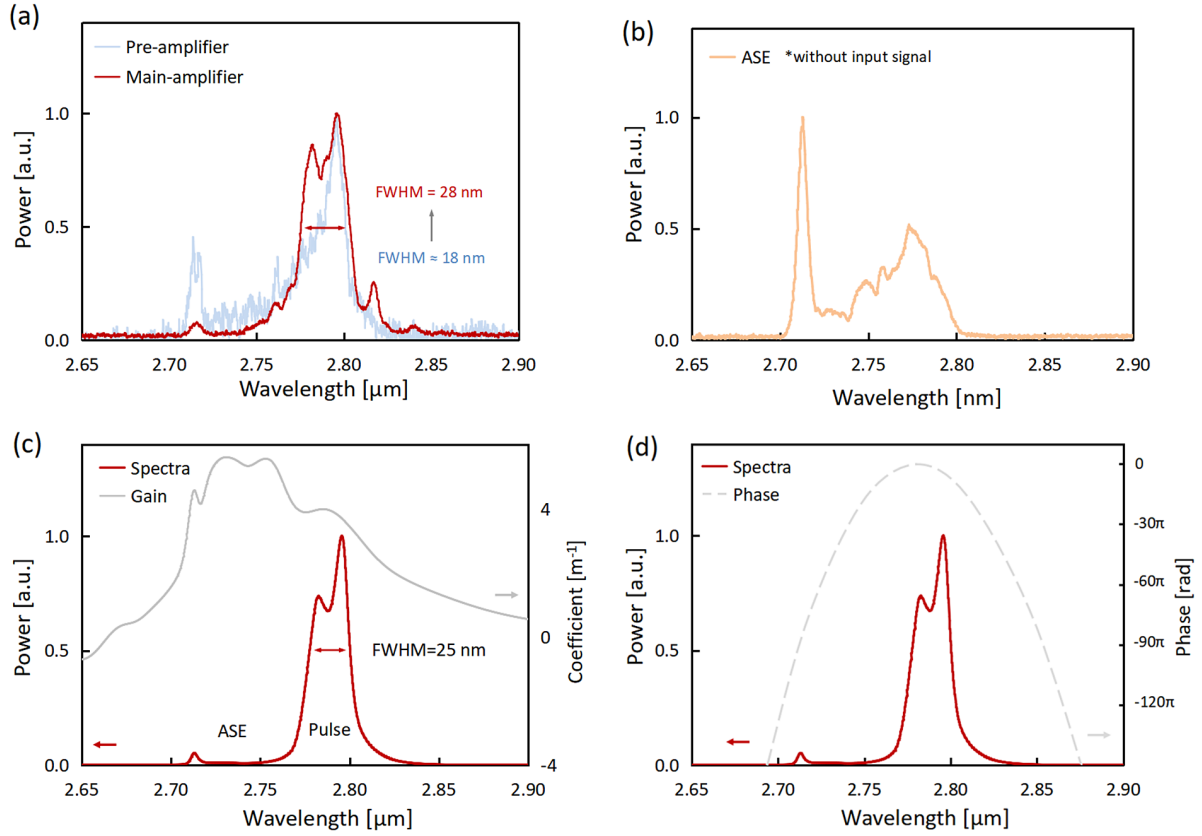 (a)
Pre-amplifier
Main-amplifier
FWHM = 28 nm
FWHM ≈ 18 nm
Power [a.u.]
1.0
0.5
0.0
2.65 2.70 2.75 2.80 2.85 2.90
Wavelength [μm]
(b)
ASE *without input signal
Power [a.u.]
1.0
0.5
0.0
2.65 2.70 2.75 2.80 2.85 2.90
Wavelength [nm]
(c)
Spectra
Gain
FWHM=25 nm
ASE
Pulse
Power [a.u.]
1.0
0.5
0.0
4
0
-4
Coefficient [m⁻¹]
2.65 2.70 2.75 2.80 2.85 2.90
Wavelength [μm]
(d)
Spectra
Phase
Power [a.u.]
1.0
0.5
0.0
0
-30π
-60π
-90π
-120π
Phase [rad]
2.65 2.70 2.75 2.80 2.85 2.90
Wavelength [μm]